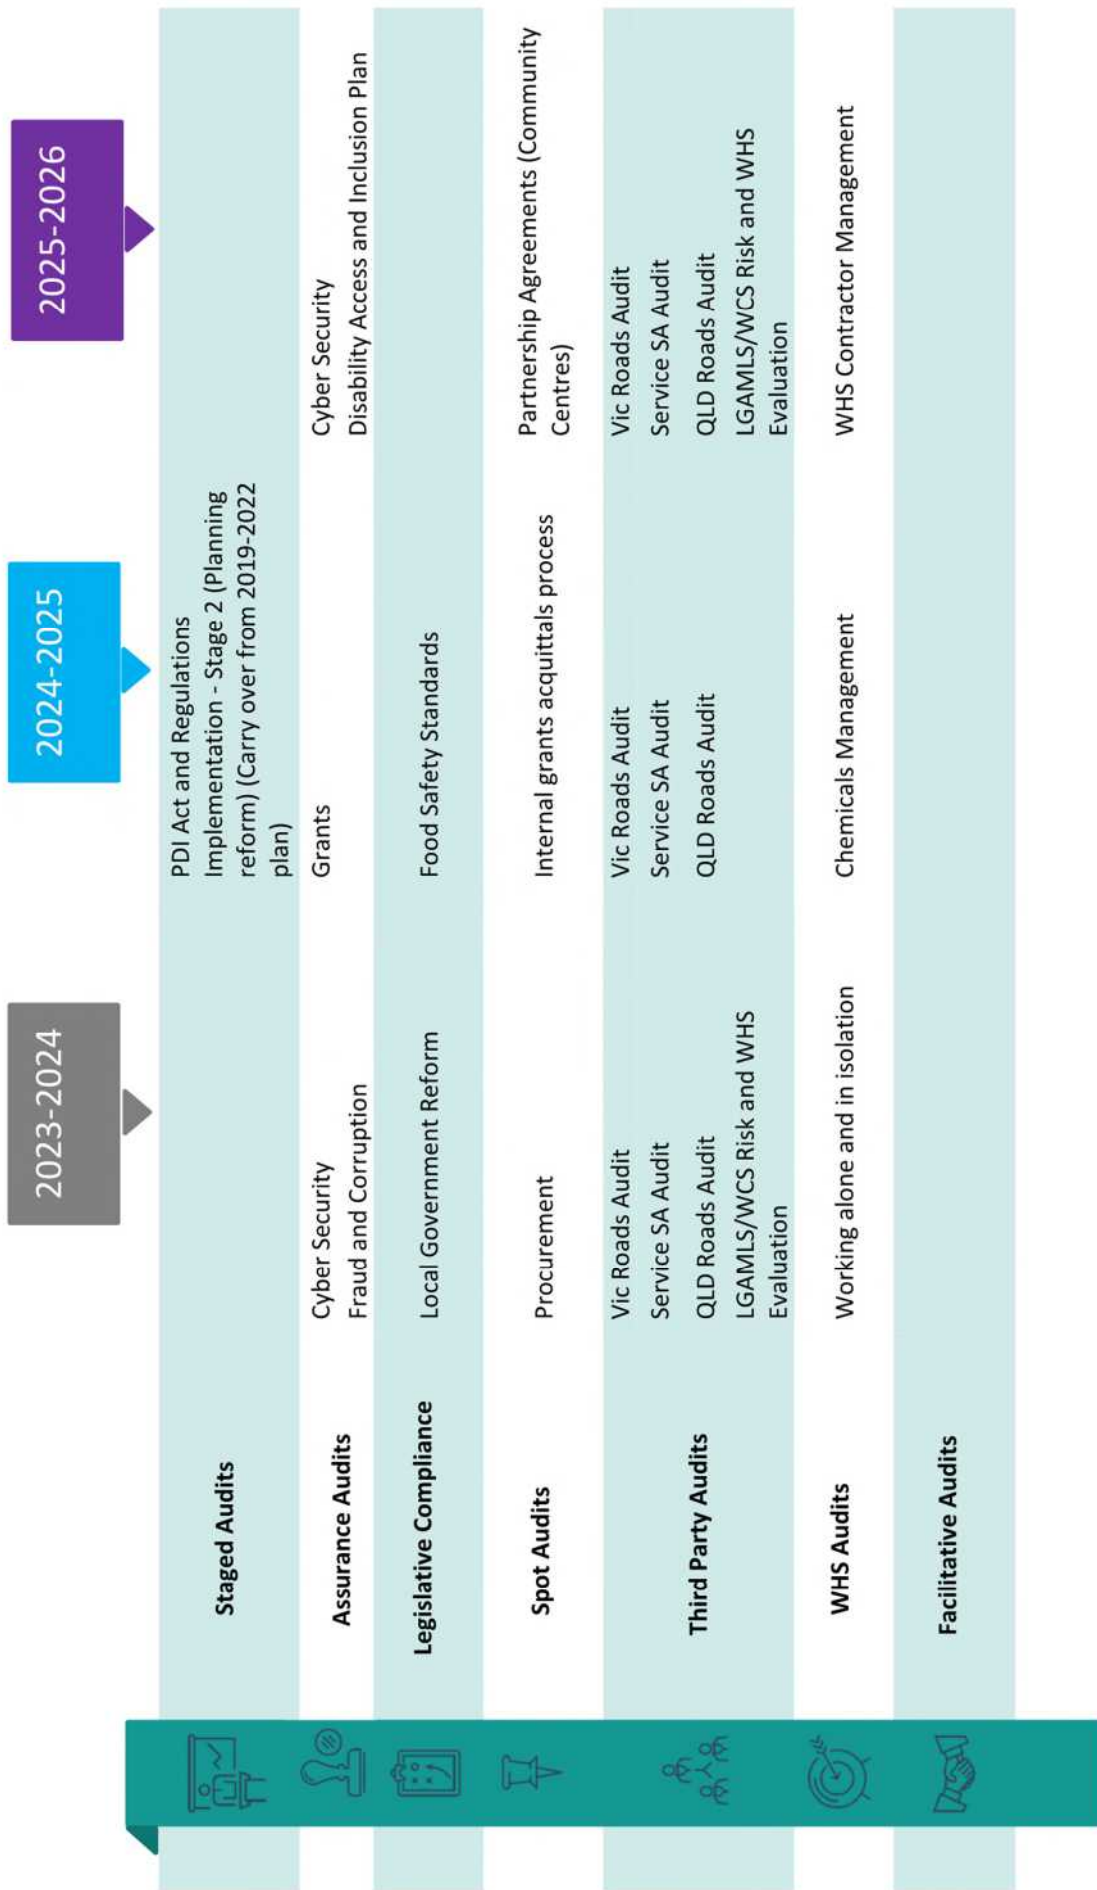 2023-2024
2024-2025
2025-2026
Staged Audits
PDI Act and Regulations
Implementation - Stage 2 (Planning
reform) (Carry over from 2019-2022
plan)
Assurance Audits
Cyber Security
Fraud and Corruption
Grants
Cyber Security
Disability Access and Inclusion Plan
Legislative Compliance
Local Government Reform
Food Safety Standards
Spot Audits
Procurement
Internal grants acquittals process
Partnership Agreements (Community
Centres)
Third Party Audits
Vic Roads Audit
Service SA Audit
QLD Roads Audit
LGAMLS/WCS Risk and WHS
Evaluation
Vic Roads Audit
Service SA Audit
QLD Roads Audit
Vic Roads Audit
Service SA Audit
QLD Roads Audit
LGAMLS/WCS Risk and WHS
Evaluation
WHS Audits
Working alone and in isolation
Chemicals Management
WHS Contractor Management
Facilitative Audits